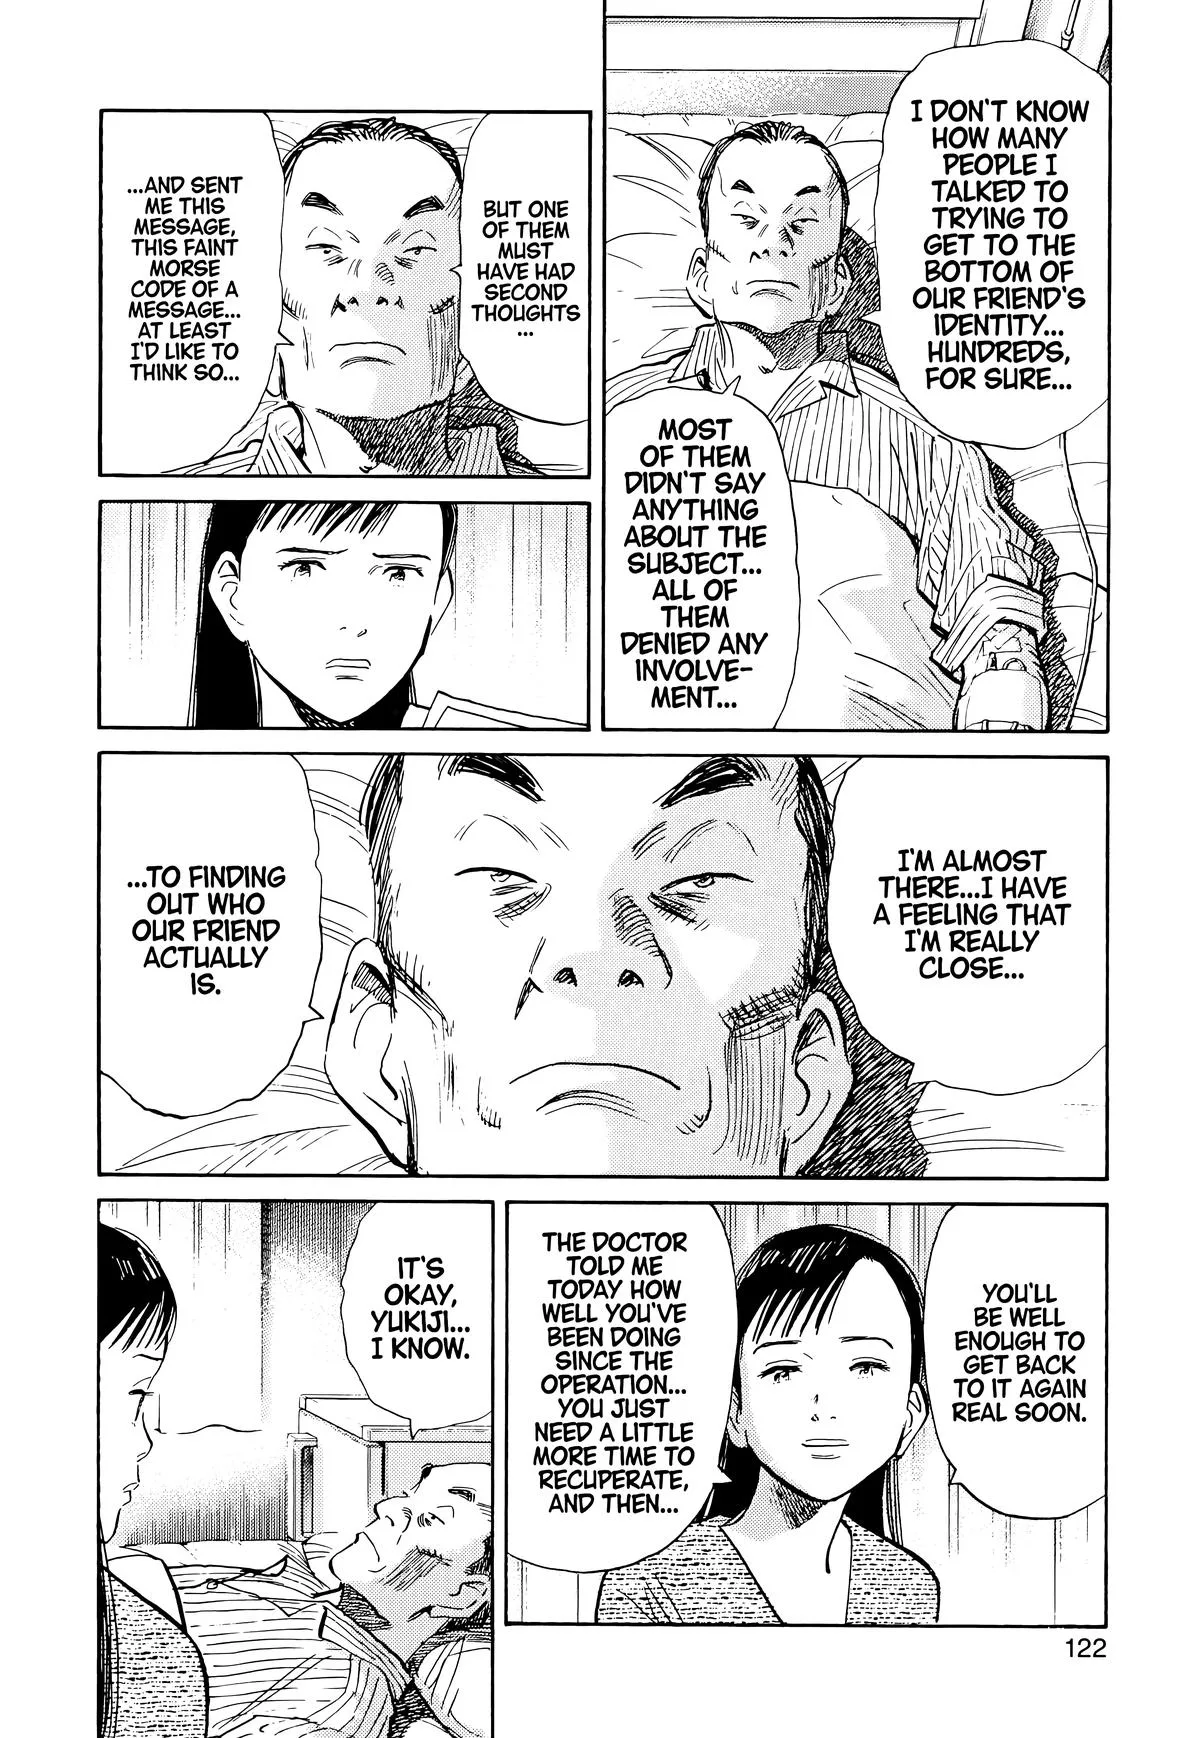 I DON'T KNOW
HOW MANY
PEOPLE I
TALKED TO
TRYING TO
GET TO THE
BOTTOM OF
OUR FRIEND'S
IDENTITY...
HUNDREDS,
FOR SURE...
MOST
OF THEM
DIDN'T SAY
ANYTHING
ABOUT THE
SUBJECT...
ALL OF
THEM
DENIED ANY
INVOLVE-
MENT...
BUT ONE
OF THEM
MUST
HAVE HAD
SECOND
THOUGHTS
...
...AND SENT
ME THIS
MESSAGE,
THIS FAINT
MORSE
CODE OF A
MESSAGE...
AT LEAST
I'D LIKE TO
THINK SO...
I'M ALMOST
THERE...I HAVE
A FEELING THAT
I'M REALLY
CLOSE...
...TO FINDING
OUT WHO
OUR FRIEND
ACTUALLY
IS.
YOU'LL
BE WELL
ENOUGH TO
GET BACK
TO IT AGAIN
REAL SOON.
THE DOCTOR
TOLD ME
TODAY HOW
WELL YOU'VE
BEEN DOING
SINCE THE
OPERATION...
YOU JUST
NEED A LITTLE
MORE TIME TO
RECUPERATE,
AND THEN...
IT'S
OKAY,
YUKIJI...
I KNOW.
122